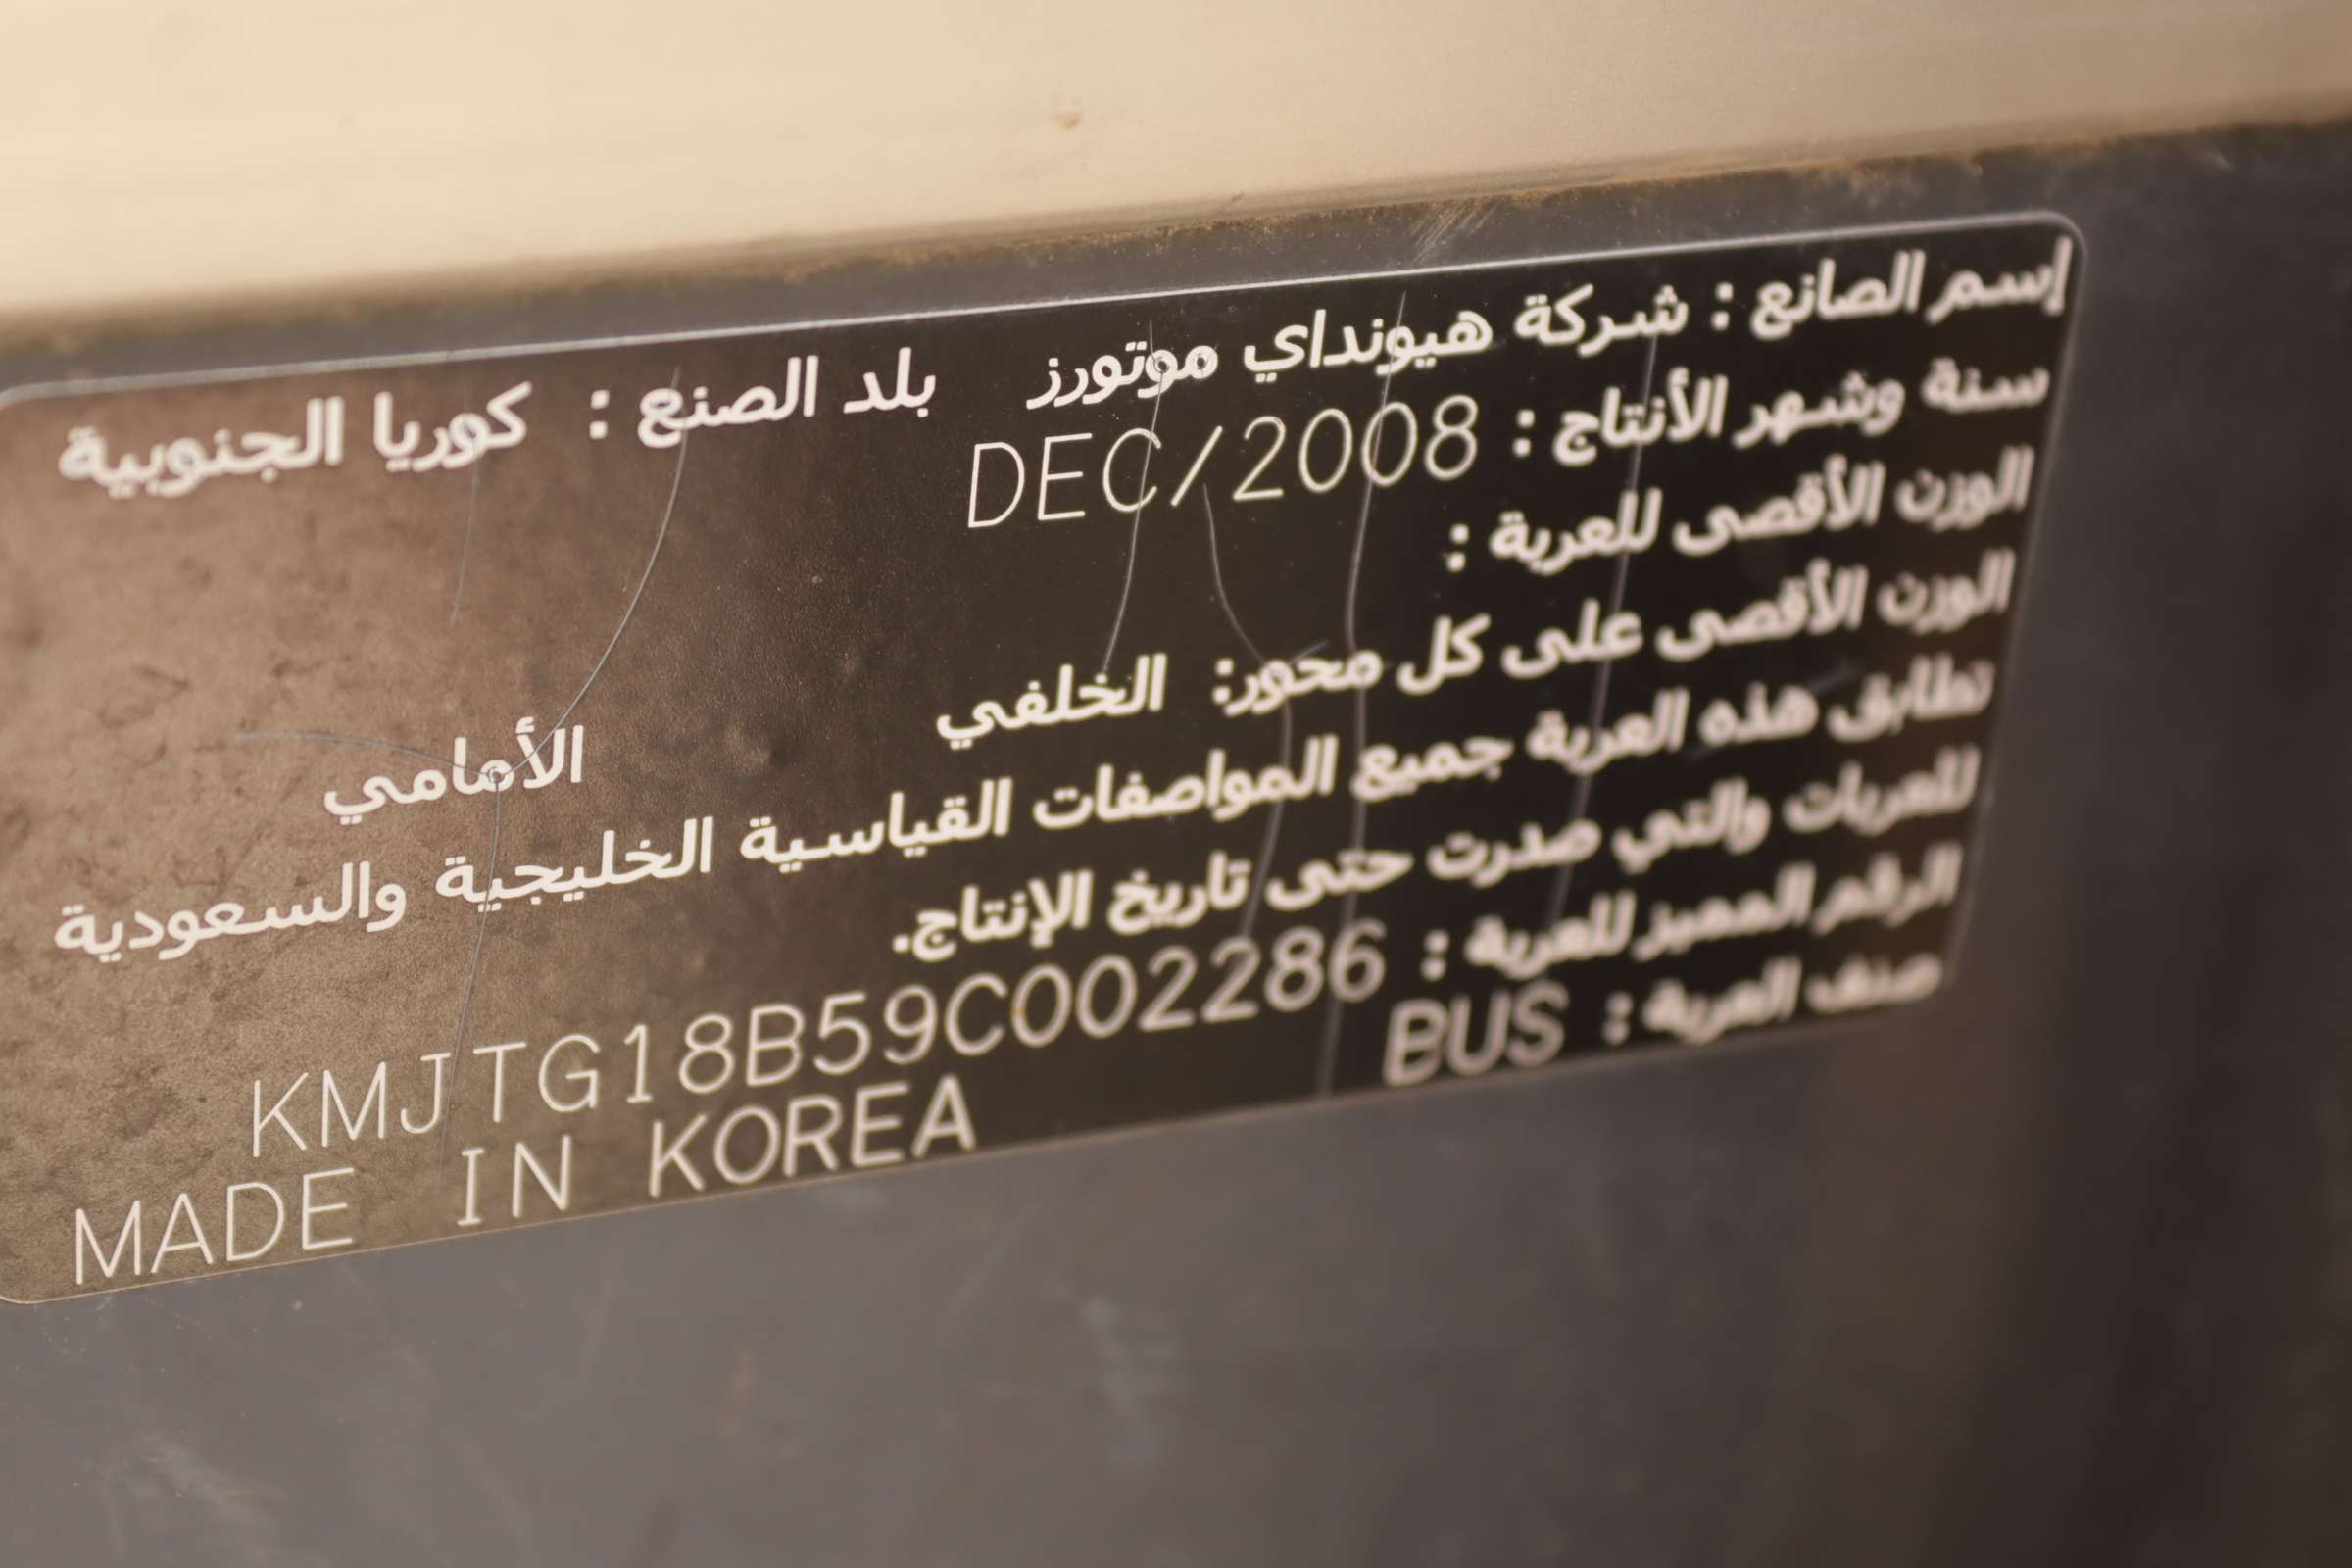 إسم الصانع : شركة هيونداي موتورز بلد الصنع : كوريا الجنوبية
سنة وشهر الأنتاج : DEC/2008
الوزن الأقصى للعربة :
الوزن الأقصى على كل محور: الخلفي الأمامي
تطابق هذه العربة جميع المواصفات القياسية الخليجية والسعودية
للعربات والتي صدرت حتى تاريخ الإنتاج.
الرقم المميز للعربة : KMJTG18B59C002286
صنف العربة : BUS MADE IN KOREA